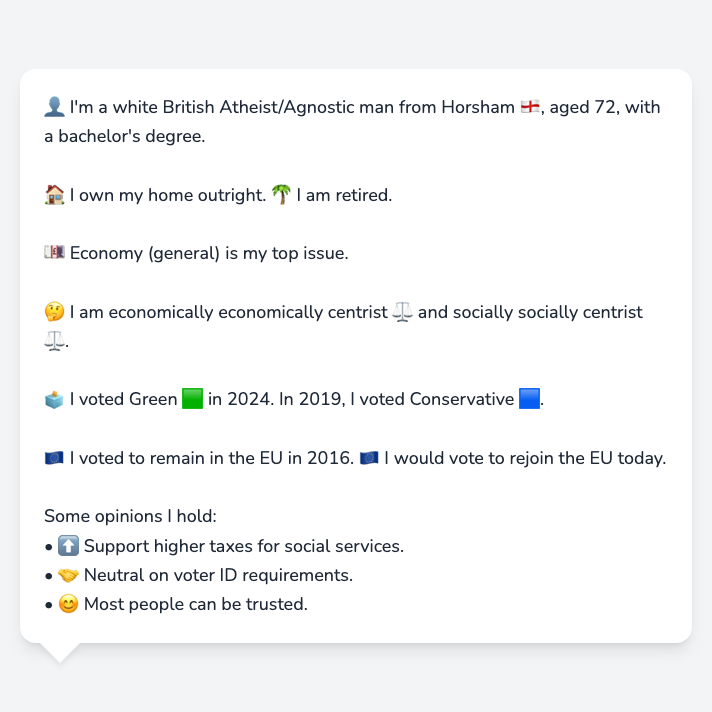 👤 I'm a white British Atheist/Agnostic man from Horsham 🏴󠁧󠁢󠁥󠁮󠁧󠁿, aged 72, with
a bachelor's degree.
🏠 I own my home outright. 🌴 I am retired.
💷 Economy (general) is my top issue.
🤔 I am economically economically centrist ⚖️ and socially socially centrist
⚖️.
🗳️ I voted Green 🟩 in 2024. In 2019, I voted Conservative 🟦.
🇪🇺 I voted to remain in the EU in 2016. 🇪🇺 I would vote to rejoin the EU today.
Some opinions I hold:
• ⬆️ Support higher taxes for social services.
• 🤝 Neutral on voter ID requirements.
• 😊 Most people can be trusted.